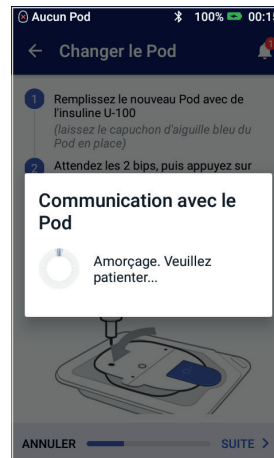 Aucun Pod 100% 00:15
Changer le Pod
1
1 Remplissez le nouveau Pod avec de
l'insuline U-100
(laissez le capuchon d'aiguille bleu du
Pod en place)
2 Attendez les 2 bips, puis appuyez sur
Communication avec le
Pod
Amorçage. Veuillez
patienter...
ANNULER SUITE